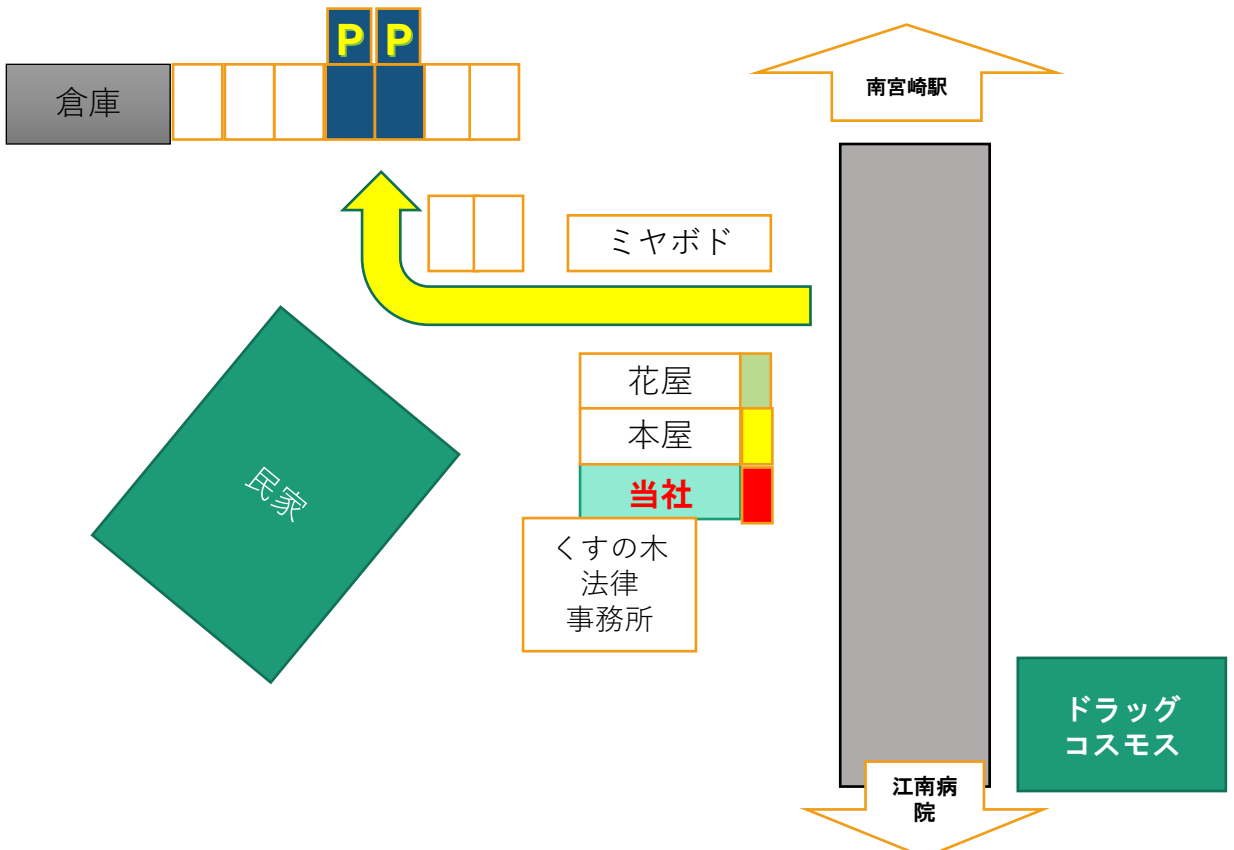 P P
南宮崎駅
倉庫
ミヤボド
花屋
本屋
当社
民家
くすの木
法律
事務所
ドラッグ
コスモス
江南病
院